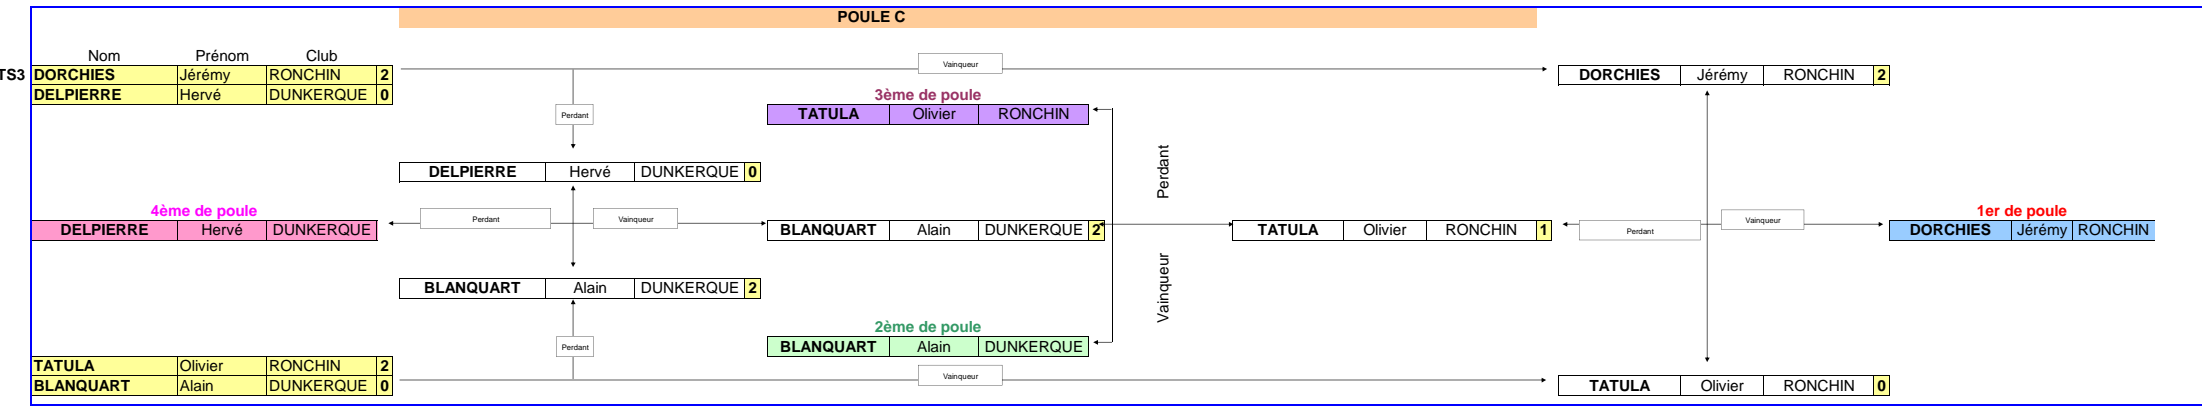 POULE C
Nom Prénom Club
TS3 DORCHIES Jérémy RONCHIN 2
DELPIERRE Hervé DUNKERQUE 0
Vainqueur
DORCHIES Jérémy RONCHIN 2
Perdant
3ème de poule
TATULA Olivier RONCHIN
Perdant
DELPIERRE Hervé DUNKERQUE 0
4ème de poule
DELPIERRE Hervé DUNKERQUE
Perdant
Vainqueur
BLANQUART Alain DUNKERQUE 2
TATULA Olivier RONCHIN 1
Perdant
Vainqueur
1er de poule
DORCHIES Jérémy RONCHIN
Vainqueur
BLANQUART Alain DUNKERQUE 2
2ème de poule
BLANQUART Alain DUNKERQUE
Perdant
TATULA Olivier RONCHIN 2
BLANQUART Alain DUNKERQUE 0
Vainqueur
TATULA Olivier RONCHIN 0